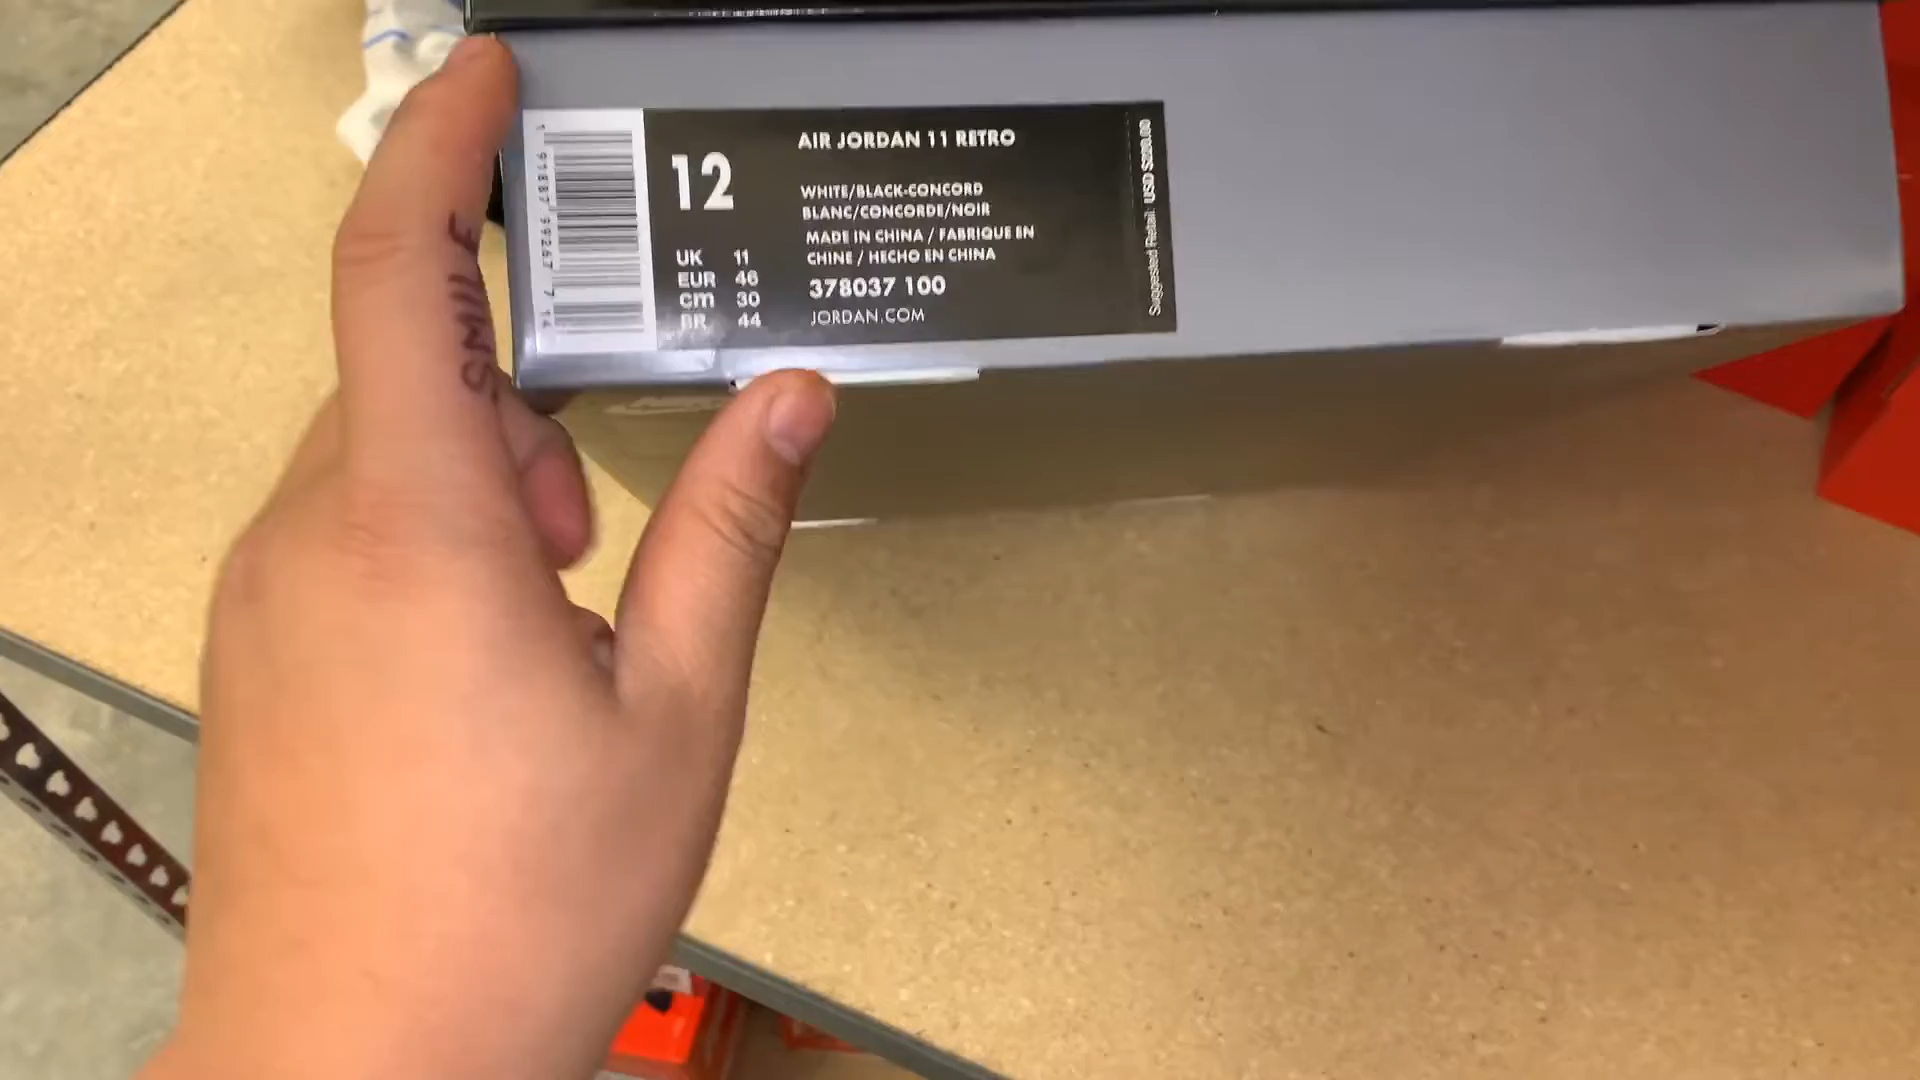 AIR JORDAN 11 RETRO
12
WHITE/BLACK-CONCORD
BLANC/CONCORDE/NOIR
MADE IN CHINA / FABRIQUE EN
CHINE / HECHO EN CHINA
378037 100
JORDAN.COM
UK 11
EUR 46
cm 30
BR 44
Suggested Retail: USD
SMILE